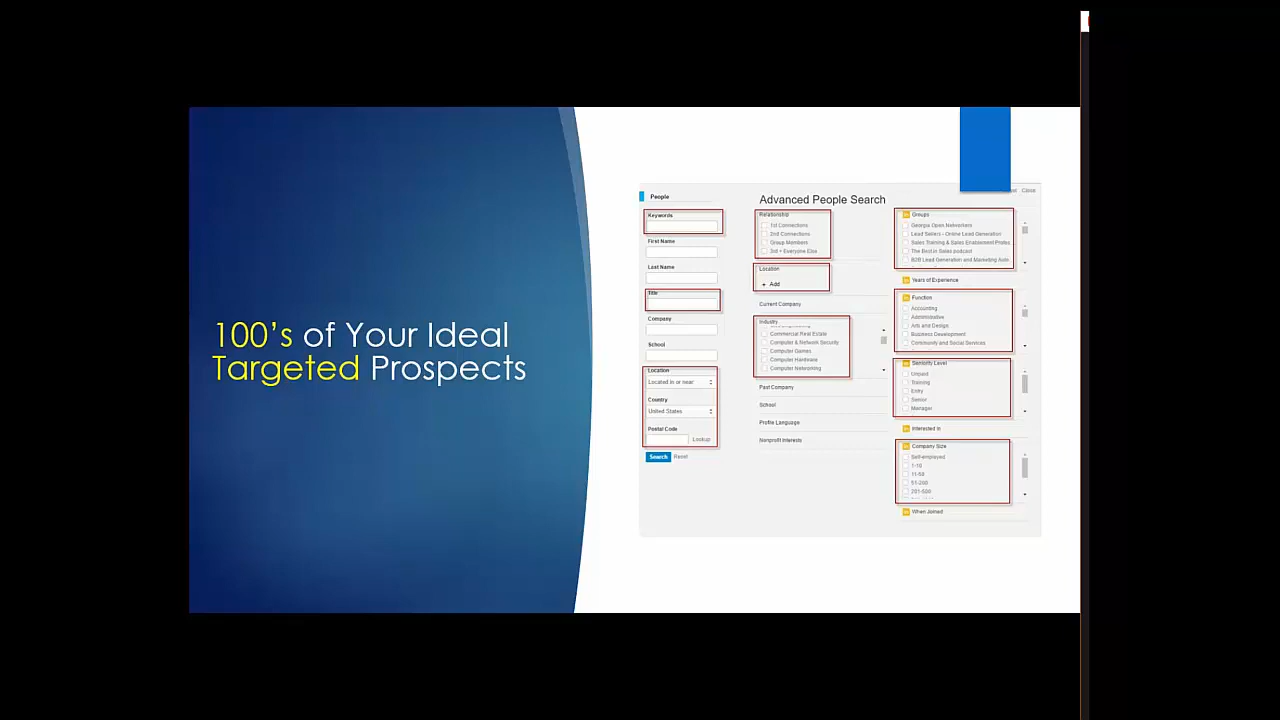 100's of Your Ideal
Targeted Prospects
People
Keywords
First Name
Last Name
Title
Company
School
Location
Located in or near
Country
United States
Postal Code
Lookup
Search Reset
Advanced People Search
Relationship
1st Connections
2nd Connections
Group Members
3rd + Everyone Else
Location
+ Add
Current Company
Industry
Commercial Real Estate
Computer & Network Security
Computer Games
Computer Hardware
Computer Networking
Past Company
School
Profile Language
Nonprofit Interests
Close
Groups
Georgia Open Networkers
Lead Sellers - Online Lead Generation
Sales Training & Sales Enablement Profes
The Best in Sales podcast
B2B Lead Generation and Marketing Auto
Years of Experience
Function
Accounting
Administrative
Arts and Design
Business Development
Community and Social Services
Seniority Level
Unpaid
Training
Entry
Senior
Manager
Interested In
Company Size
Self-employed
1-10
11-50
51-200
201-500
When Joined